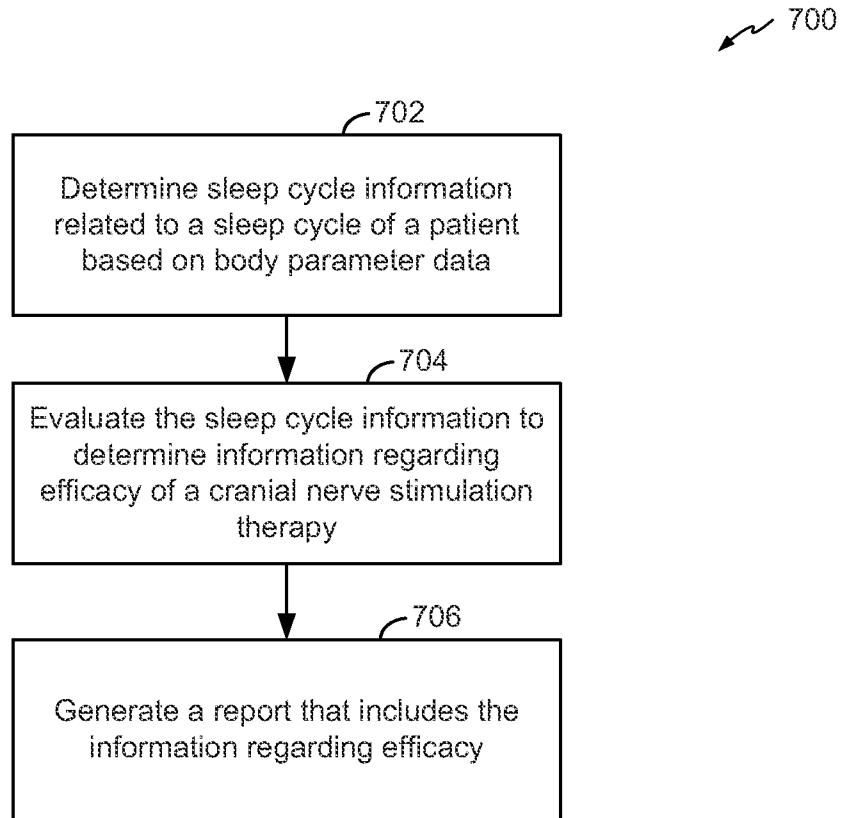 700
702
Determine sleep cycle information
related to a sleep cycle of a patient
based on body parameter data
704
Evaluate the sleep cycle information to
determine information regarding
efficacy of a cranial nerve stimulation
therapy
706
Generate a report that includes the
information regarding efficacy